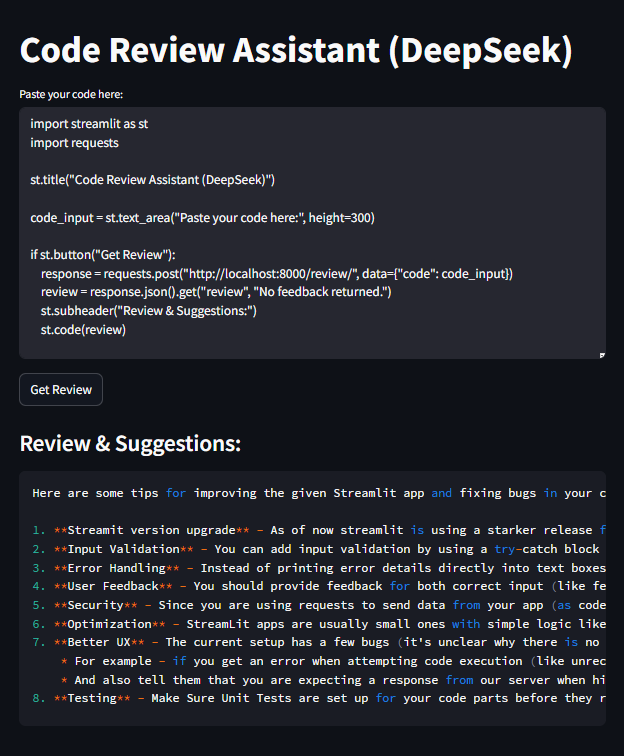 Code Review Assistant (DeepSeek)
Paste your code here:
import streamlit as st
import requests
st.title("Code Review Assistant (DeepSeek)")
code_input = st.text_area("Paste your code here:", height=300)
if st.button("Get Review"):
    response = requests.post("http://localhost:8000/review/", data={"code": code_input})
    review = response.json().get("review", "No feedback returned.")
    st.subheader("Review & Suggestions:")
    st.code(review)
Get Review
Review & Suggestions:
Here are some tips for improving the given Streamlit app and fixing bugs in your c
1. **Streamit version upgrade** – As of now streamlit is using a starker release f
2. **Input Validation** – You can add input validation by using a try-catch block
3. **Error Handling** – Instead of printing error details directly into text boxes
4. **User Feedback** – You should provide feedback for both correct input (like fe
5. **Security** – Since you are using requests to send data from your app (as code
6. **Optimization** – StreamLit apps are usually small ones with simple logic like
7. **Better UX** – The current setup has a few bugs (it's unclear why there is no
    * For example – if you get an error when attempting code execution (like unrec
    * And also tell them that you are expecting a response from our server when hi
8. **Testing** – Make Sure Unit Tests are set up for your code parts before they r